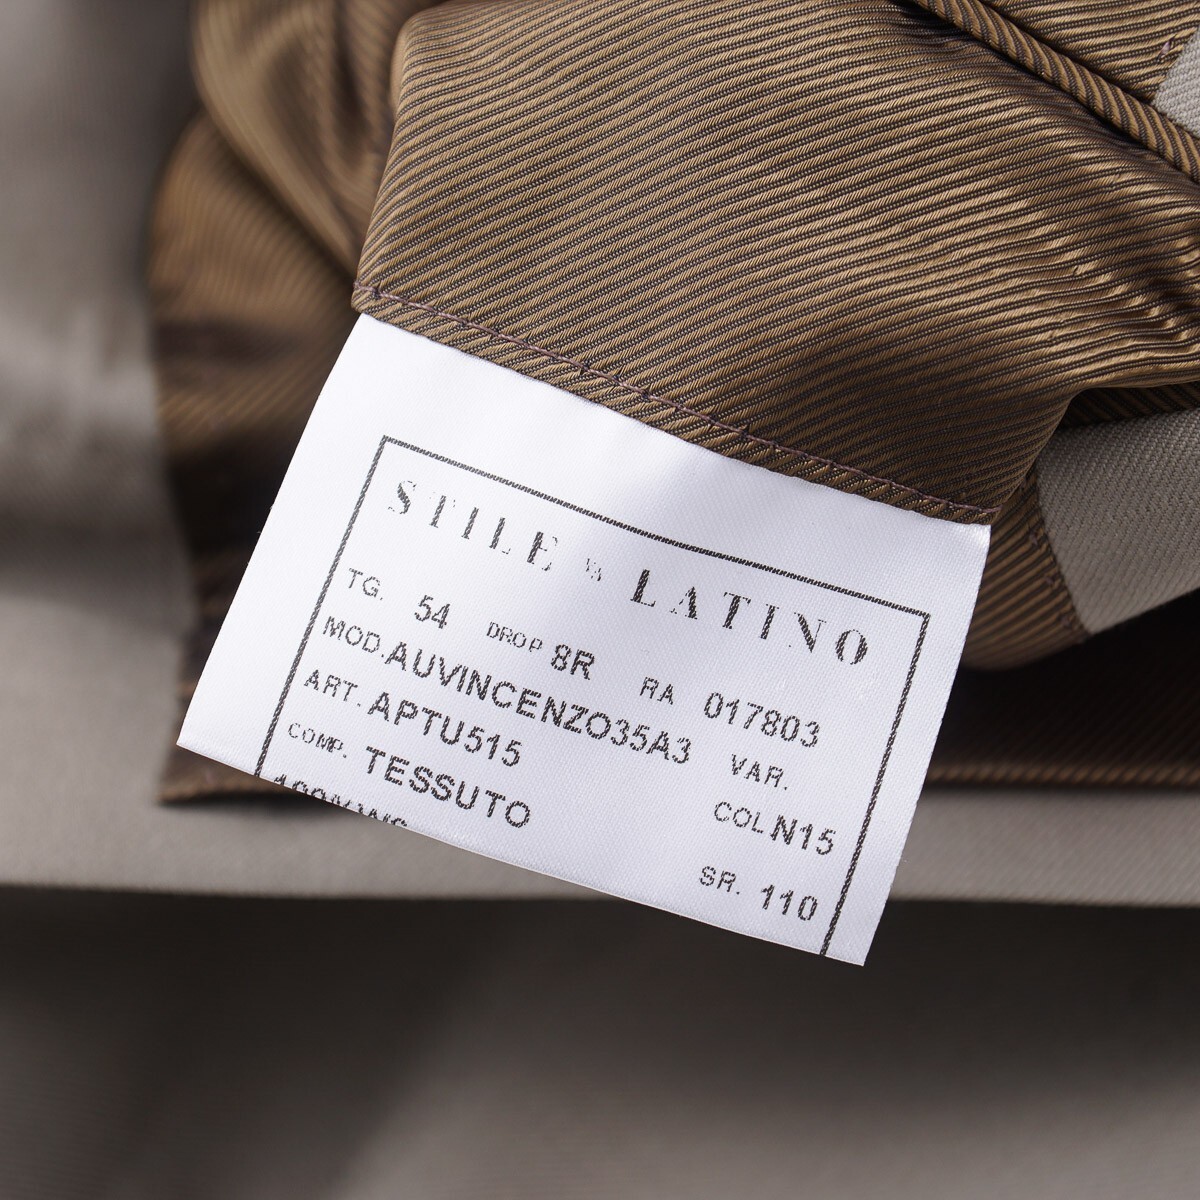 STILE LATINO
TG. 54 DROP 8R RA 017803
MOD. AUVINCENZO35A3 VAR.
ART. APTU515 COL N15
COMP. TESSUTO SR. 110